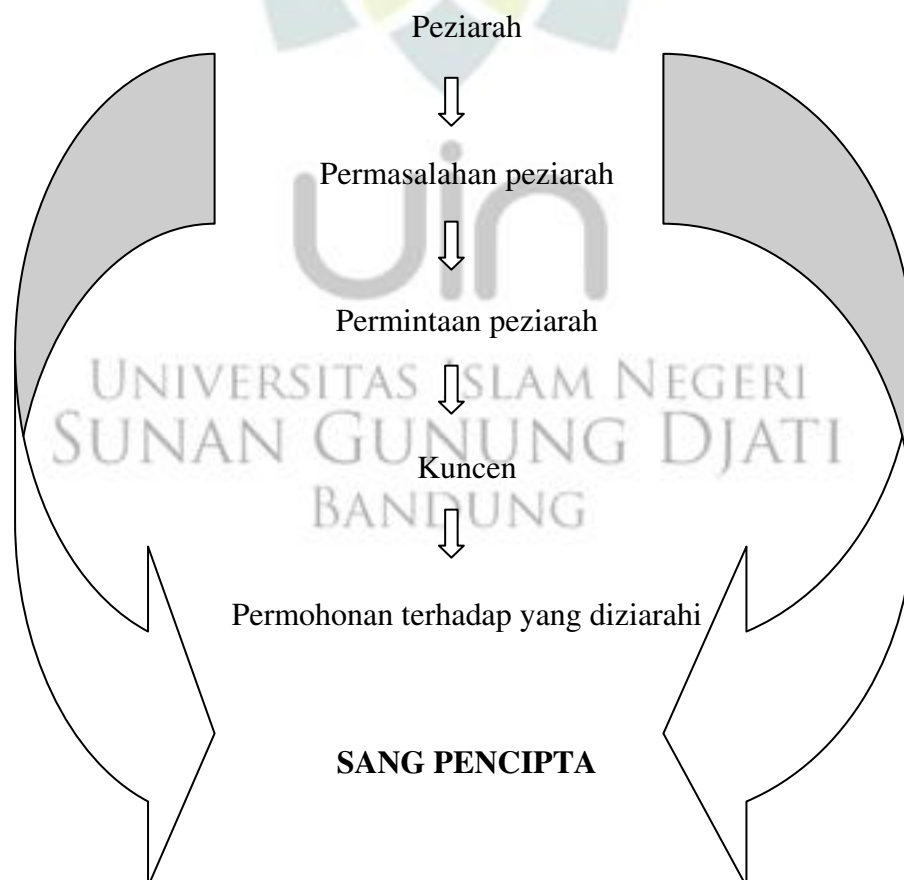 Peziarah
Permasalahan peziarah
uin
Permintaan peziarah
UNIVERSITAS ISLAM NEGERI
SUNAN GUNUNG DJATI
Kuncen
BANDUNG
Permohonan terhadap yang diziarahi
SANG PENCIPTA